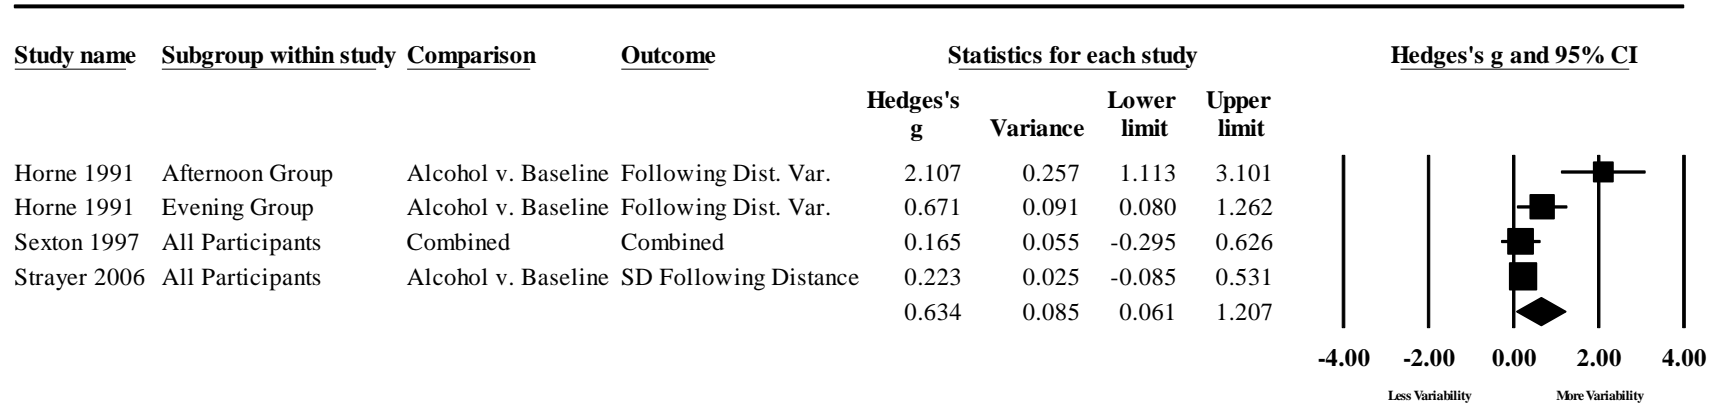 Study name Subgroup within study Comparison Outcome Statistics for each study Hedges's g and 95% CI
Hedges's Lower Upper
g Variance limit limit
Horne 1991 Afternoon Group Alcohol v. Baseline Following Dist. Var. 2.107 0.257 1.113 3.101
Horne 1991 Evening Group Alcohol v. Baseline Following Dist. Var. 0.671 0.091 0.080 1.262
Sexton 1997 All Participants Combined Combined 0.165 0.055 -0.295 0.626
Strayer 2006 All Participants Alcohol v. Baseline SD Following Distance 0.223 0.025 -0.085 0.531
0.634 0.085 0.061 1.207
-4.00 -2.00 0.00 2.00 4.00
Less Variability More Variability